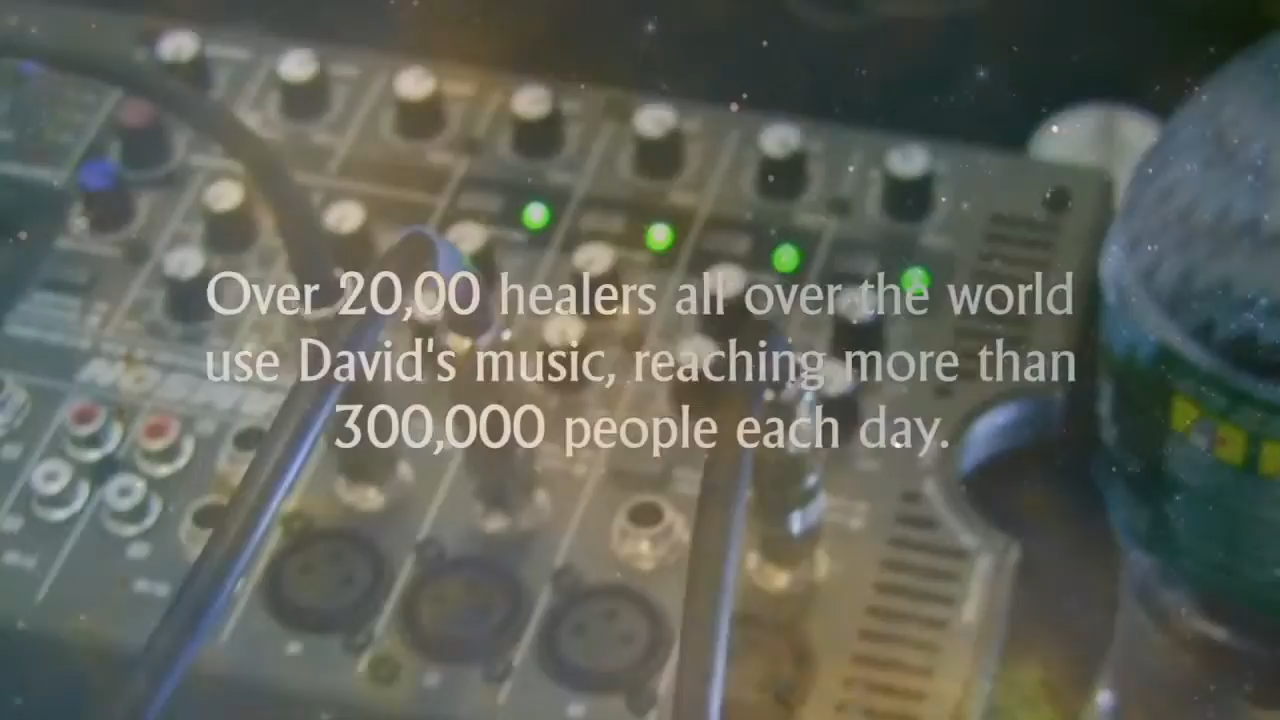 Over 20,00 healers all over the world
use David's music, reaching more than
300,000 people each day.